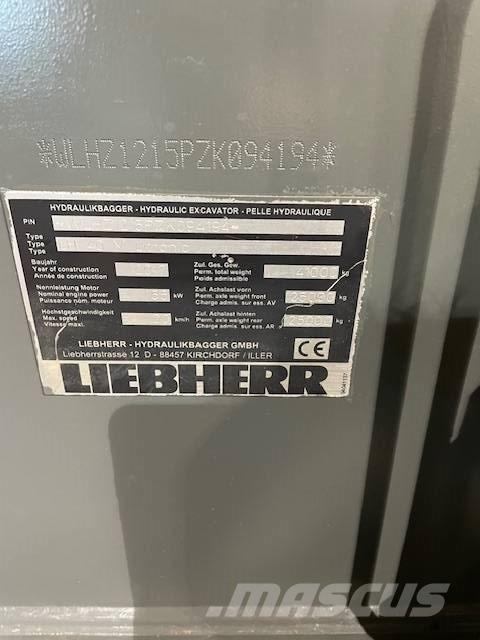 *WLHZ1215PZK094194*
HYDRAULIKBAGGER - HYDRAULIC EXCAVATOR - PELLE HYDRAULIQUE
PIN
Type
Type
Type
Baujahr
Year of construction
Année de construction
Zul. Ges. Gew.
Perm. total weight
Poids admissible
kg
Nennleistung Motor
Nominal engine power
Puissance nom. moteur
kW
Zul. Achslast vorn
Perm. axle weight front
Charge admis. sur ess. AV
kg
Höchstgeschwindigkeit
Max. speed
Vitesse maxi.
km/h
Zul. Achslast hinten
Perm. axle weight rear
Charge admis. sur ess. AR
kg
LIEBHERR - HYDRAULIKBAGGER GMBH
Liebherrstrasse 12 D - 88457 KIRCHDORF / ILLER
CE
LIEBHERR
MASCUS